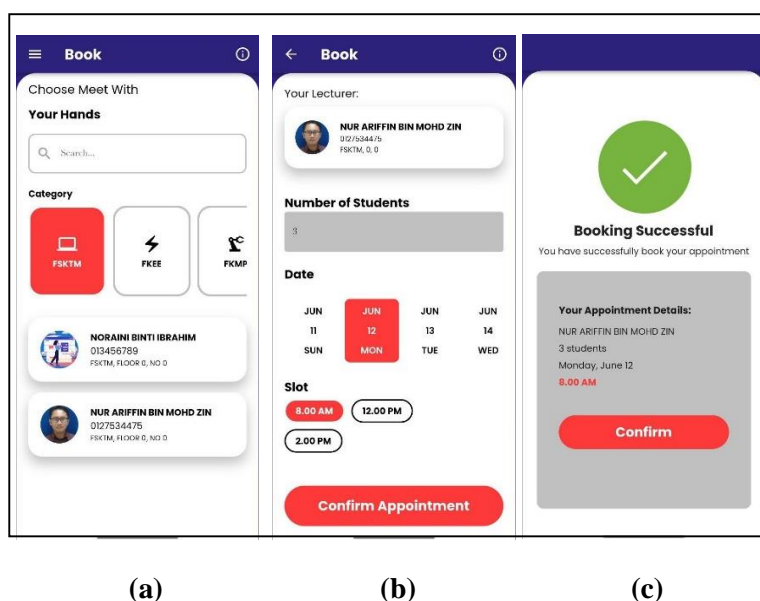 Book
Choose Meet With
Your Hands
Search...
Category
FSKTM
FKEE
FKMP
NORAINI BINTI IBRAHIM
013456789
FSKTM, FLOOR 0, NO 0
NUR ARIFFIN BIN MOHD ZIN
0127534475
FSKTM, FLOOR 0, NO 0
(a)
Book
Your Lecturer:
NUR ARIFFIN BIN MOHD ZIN
0127534475
FSKTM, 0, 0
Number of Students
3
Date
JUN JUN JUN JUN
11 12 13 14
SUN MON TUE WED
Slot
8.00 AM 12.00 PM
2.00 PM
Confirm Appointment
(b)
Booking Successful
You have successfully book your appointment
Your Appointment Details:
NUR ARIFFIN BIN MOHD ZIN
3 students
Monday, June 12
8.00 AM
Confirm
(c)